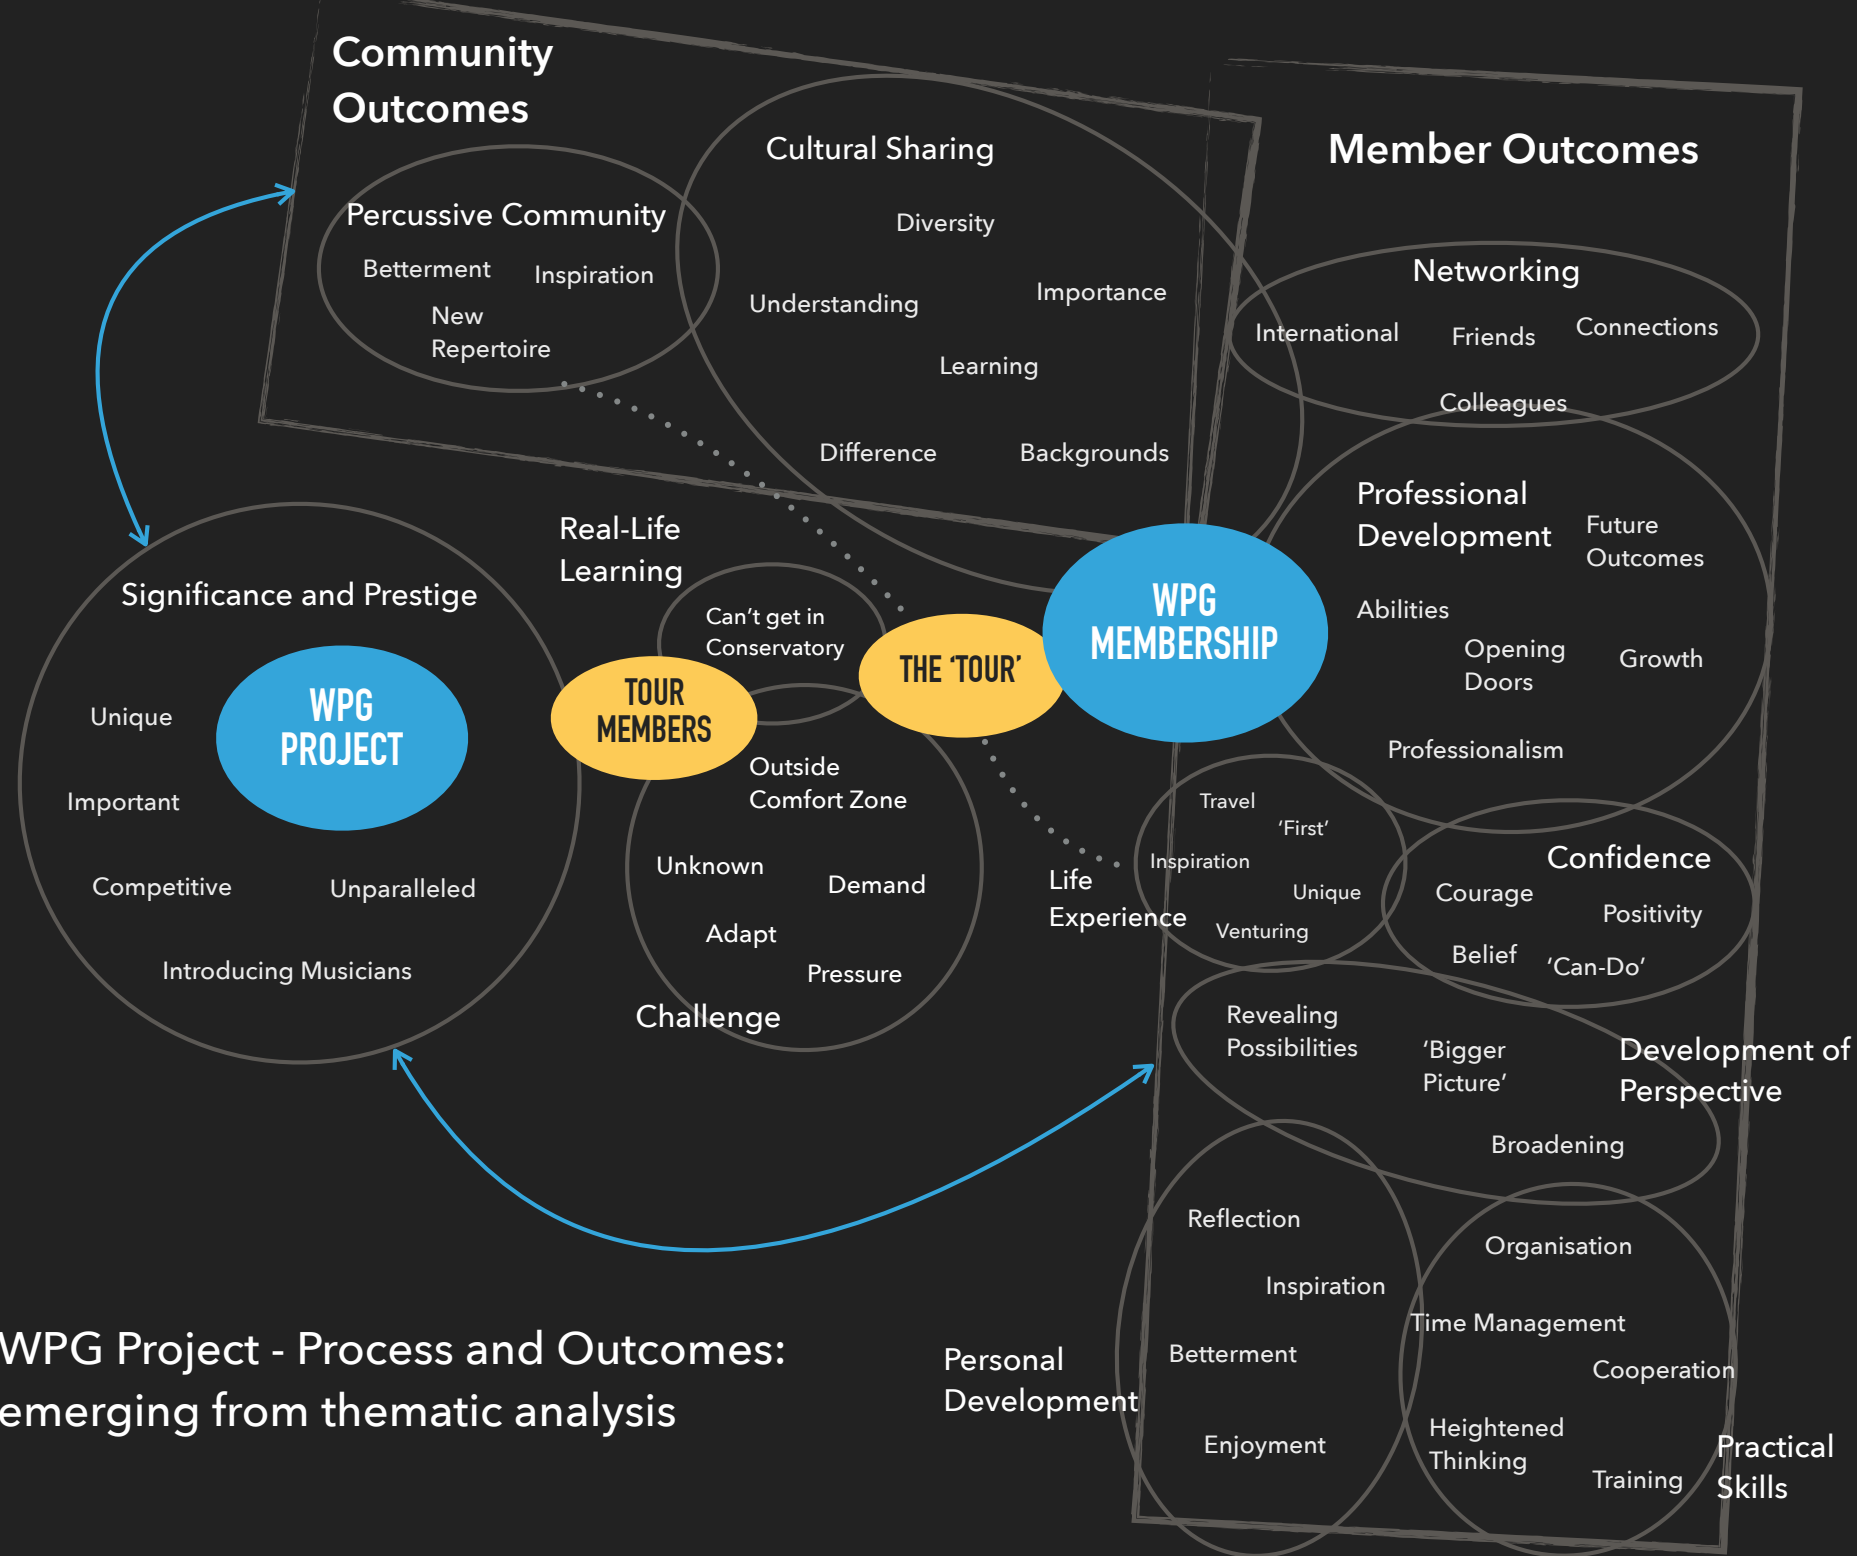 Community
Outcomes
Percussive Community
Betterment
Inspiration
New
Repertoire
Cultural Sharing
Diversity
Understanding
Importance
Learning
Difference
Backgrounds
Member Outcomes
Networking
International
Friends
Connections
Colleagues
Professional
Development
Future
Outcomes
Abilities
Opening
Doors
Growth
Professionalism
Significance and Prestige
Unique
WPG
PROJECT
Important
Competitive
Unparalleled
Introducing Musicians
Real-Life
Learning
Can’t get in
Conservatory
TOUR
MEMBERS
THE ‘TOUR’
WPG
MEMBERSHIP
Outside
Comfort Zone
Unknown
Demand
Adapt
Pressure
Challenge
Life
Experience
Travel
‘First’
Inspiration
Unique
Venturing
Confidence
Courage
Positivity
Belief
‘Can-Do’
Revealing
Possibilities
‘Bigger
Picture’
Development of
Perspective
Broadening
Reflection
Inspiration
Betterment
Enjoyment
Personal
Development
Organisation
Time Management
Cooperation
Heightened
Thinking
Training
Practical
Skills
WPG Project - Process and Outcomes:
emerging from thematic analysis